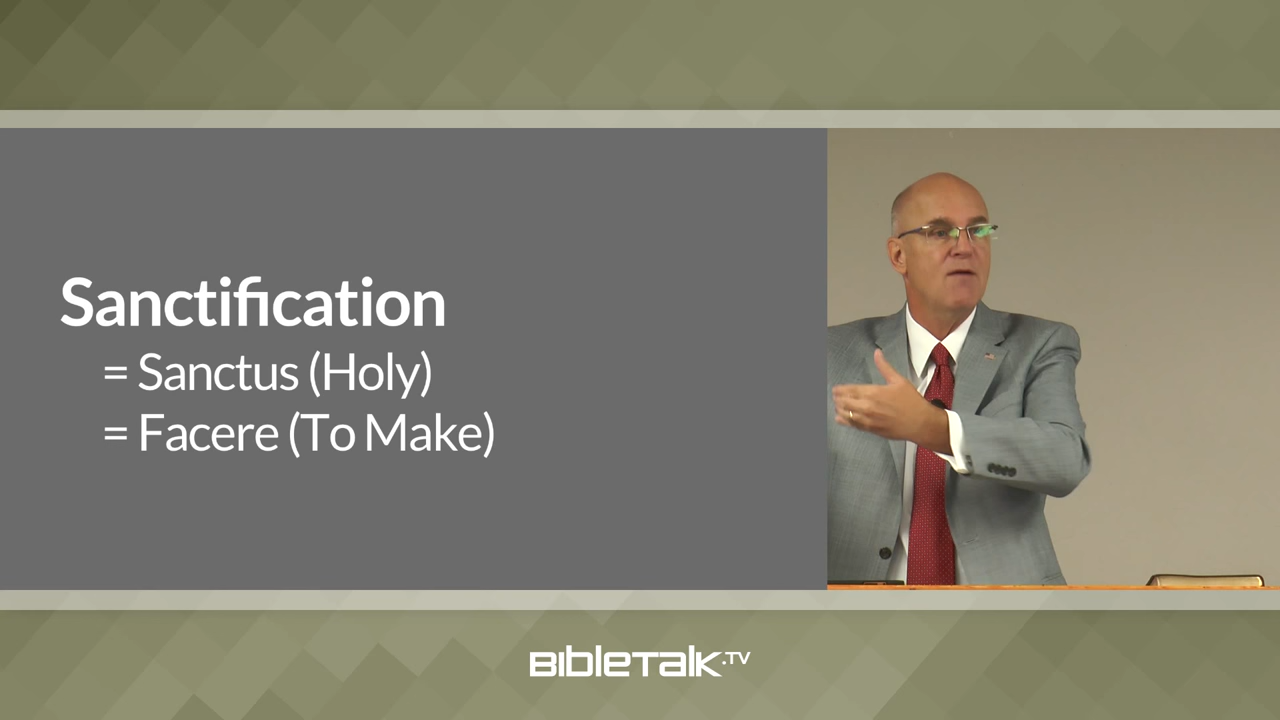 Sanctification
= Sanctus (Holy)
= Facere (To Make)
BibleTalk.TV